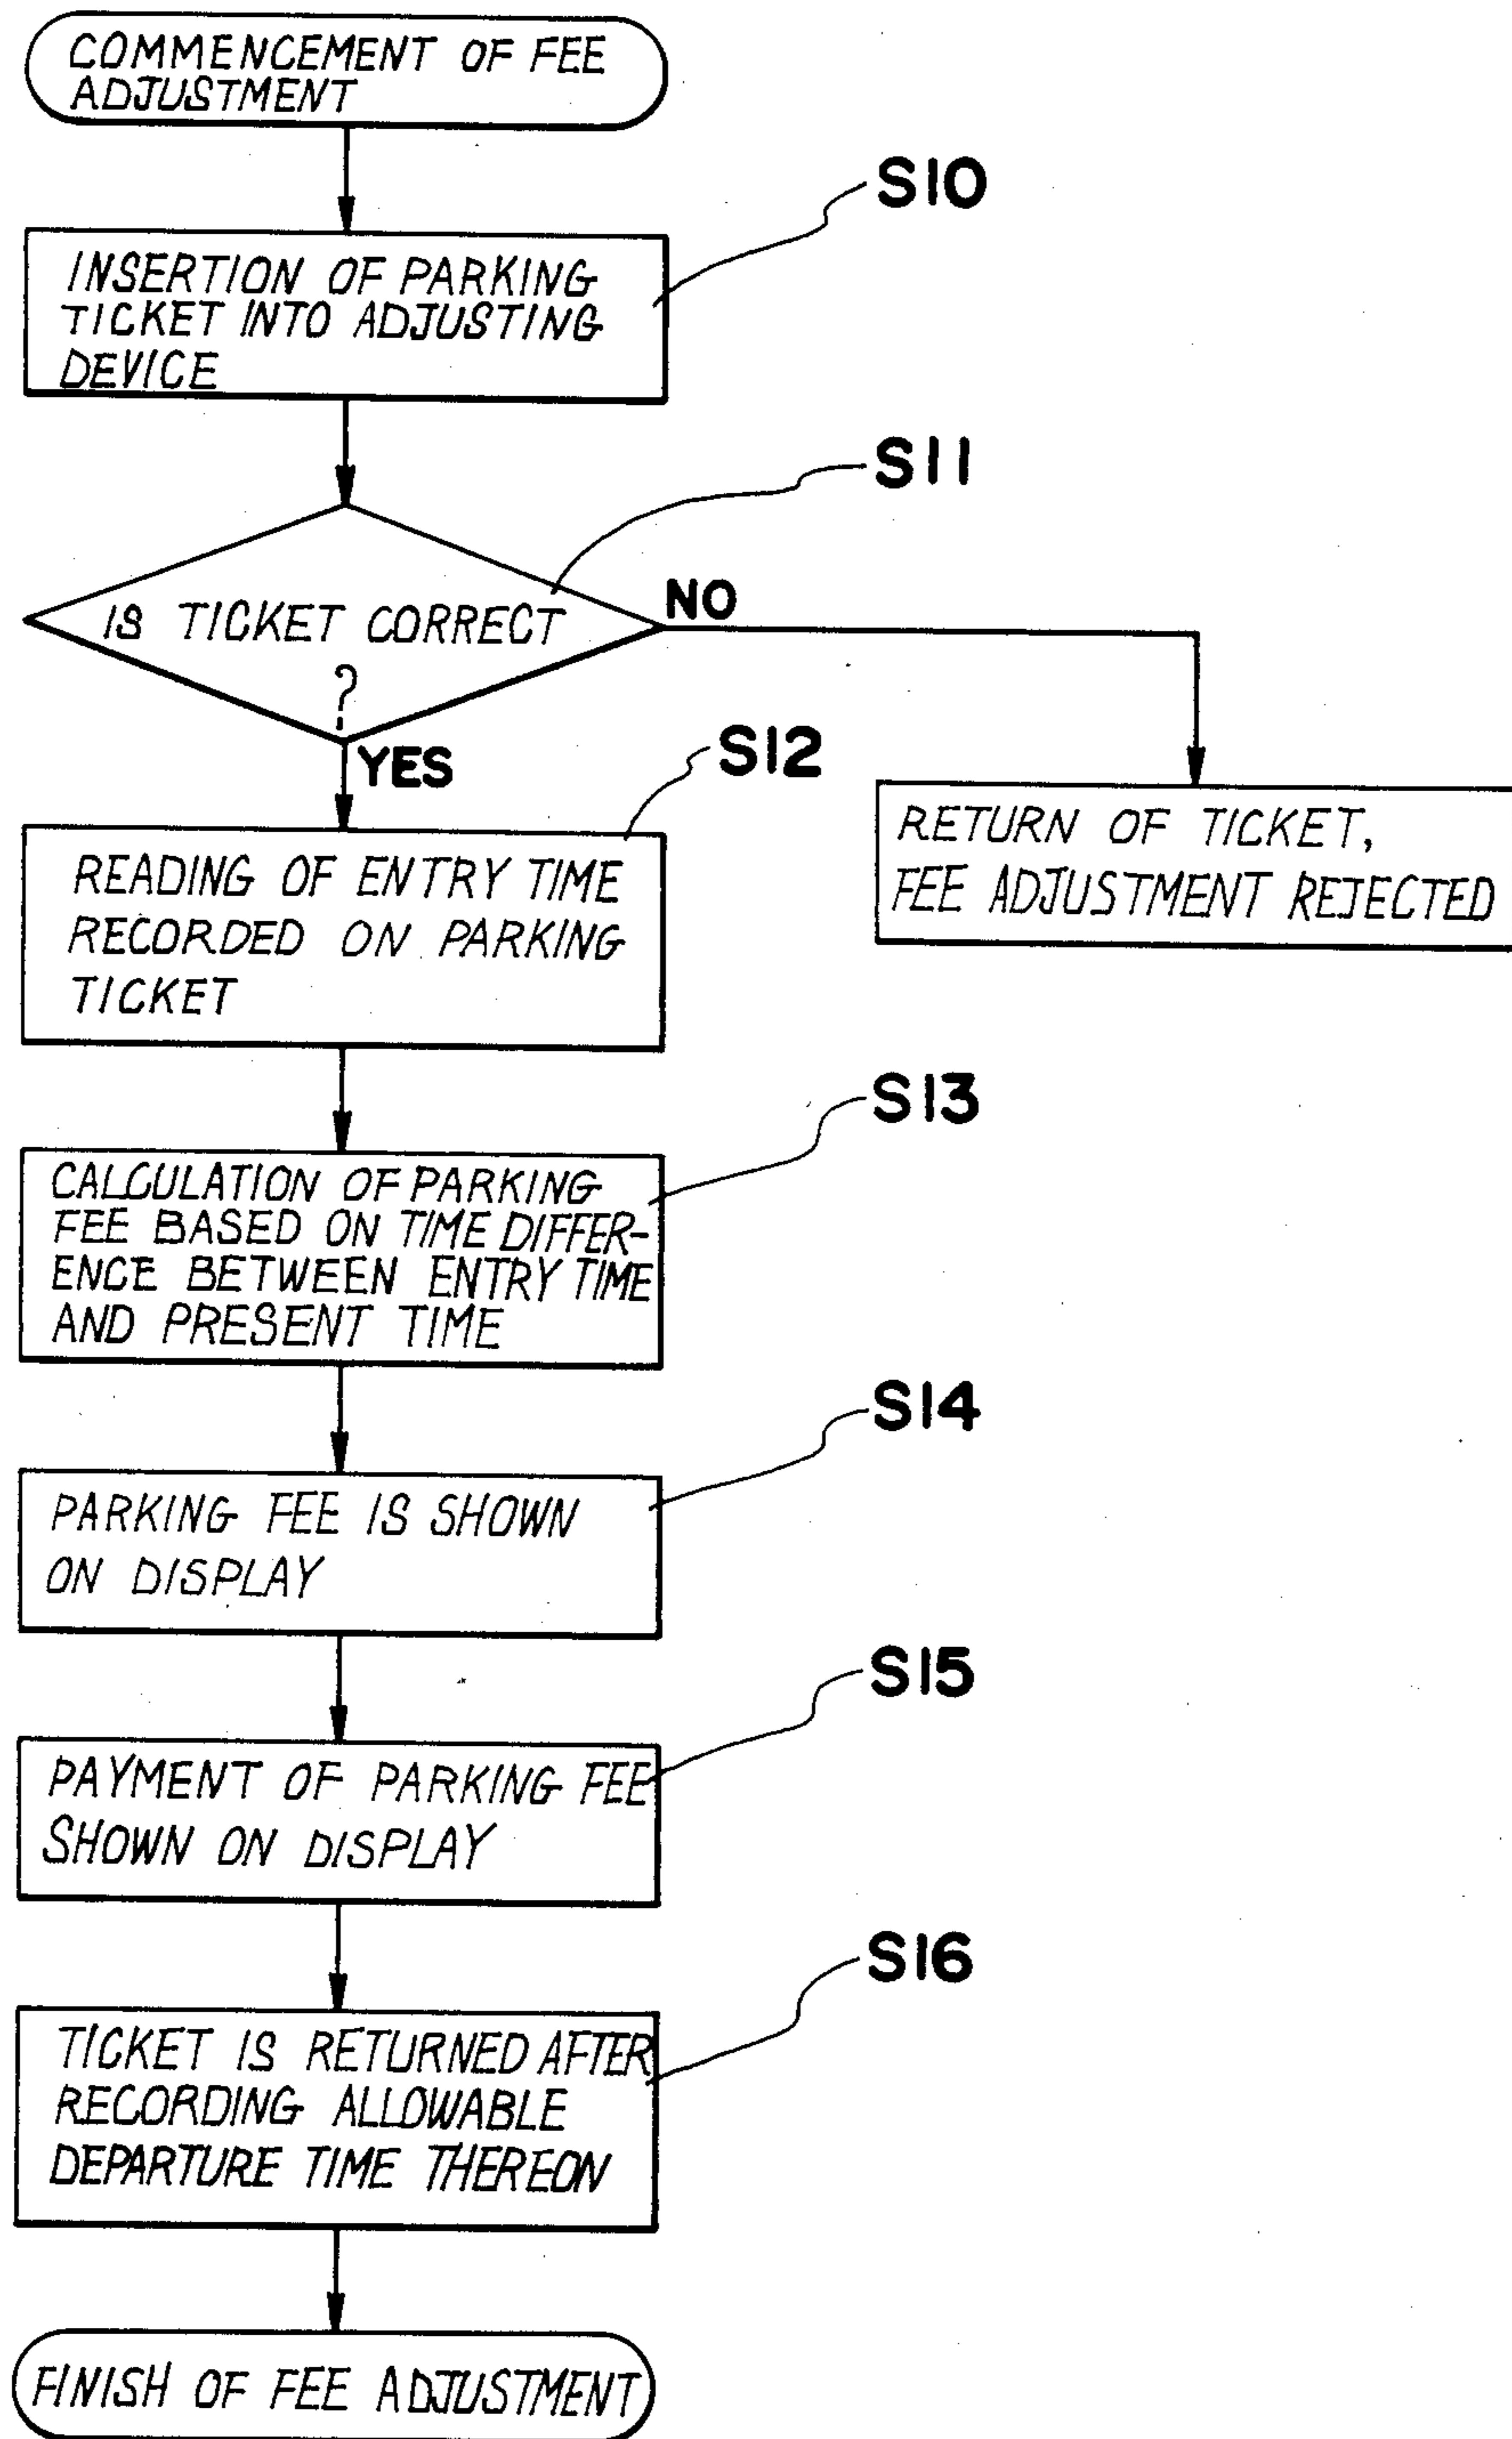 COMMENCEMENT OF FEE
ADJUSTMENT
S10
INSERTION OF PARKING
TICKET INTO ADJUSTING
DEVICE
S11
IS TICKET CORRECT
?
NO
YES
S12
READING OF ENTRY TIME
RECORDED ON PARKING
TICKET
RETURN OF TICKET,
FEE ADJUSTMENT REJECTED
S13
CALCULATION OF PARKING
FEE BASED ON TIME DIFFER-
ENCE BETWEEN ENTRY TIME
AND PRESENT TIME
S14
PARKING FEE IS SHOWN
ON DISPLAY
S15
PAYMENT OF PARKING FEE
SHOWN ON DISPLAY
S16
TICKET IS RETURNED AFTER
RECORDING ALLOWABLE
DEPARTURE TIME THEREON
FINISH OF FEE ADJUSTMENT